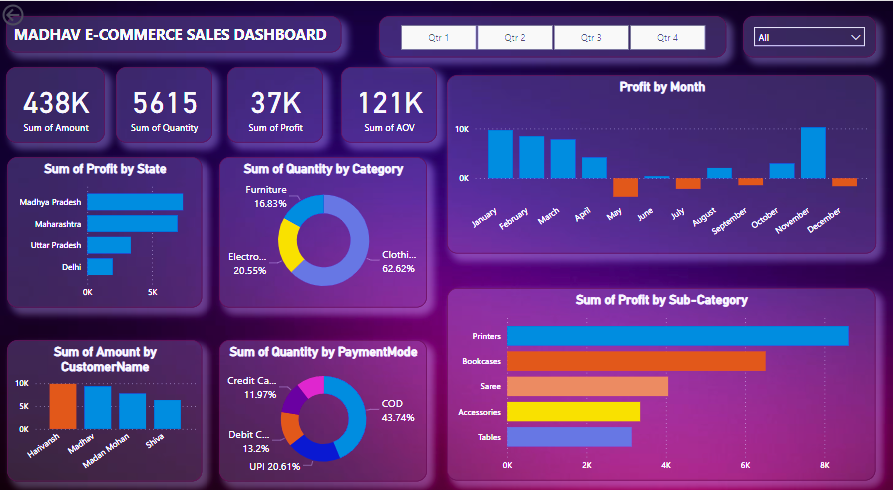 MADHAV E-COMMERCE SALES DASHBOARD
Qtr 1
Qtr 2
Qtr 3
Qtr 4
All
438K
Sum of Amount
5615
Sum of Quantity
37K
Sum of Profit
121K
Sum of AOV
Profit by Month
10K
0K
January
February
March
April
May
June
July
August
September
October
November
December
Sum of Profit by State
Madhya Pradesh
Maharashtra
Uttar Pradesh
Delhi
0K
5K
Sum of Quantity by Category
Furniture
16.83%
Electro...
20.55%
Clothi...
62.62%
Sum of Profit by Sub-Category
Printers
Bookcases
Saree
Accessories
Tables
0K
2K
4K
6K
8K
Sum of Amount by
CustomerName
10K
5K
0K
Harivansh
Madhav
Madan Mohan
Shiva
Sum of Quantity by PaymentMode
Credit Ca...
11.97%
COD
43.74%
Debit C...
13.2%
UPI 20.61%